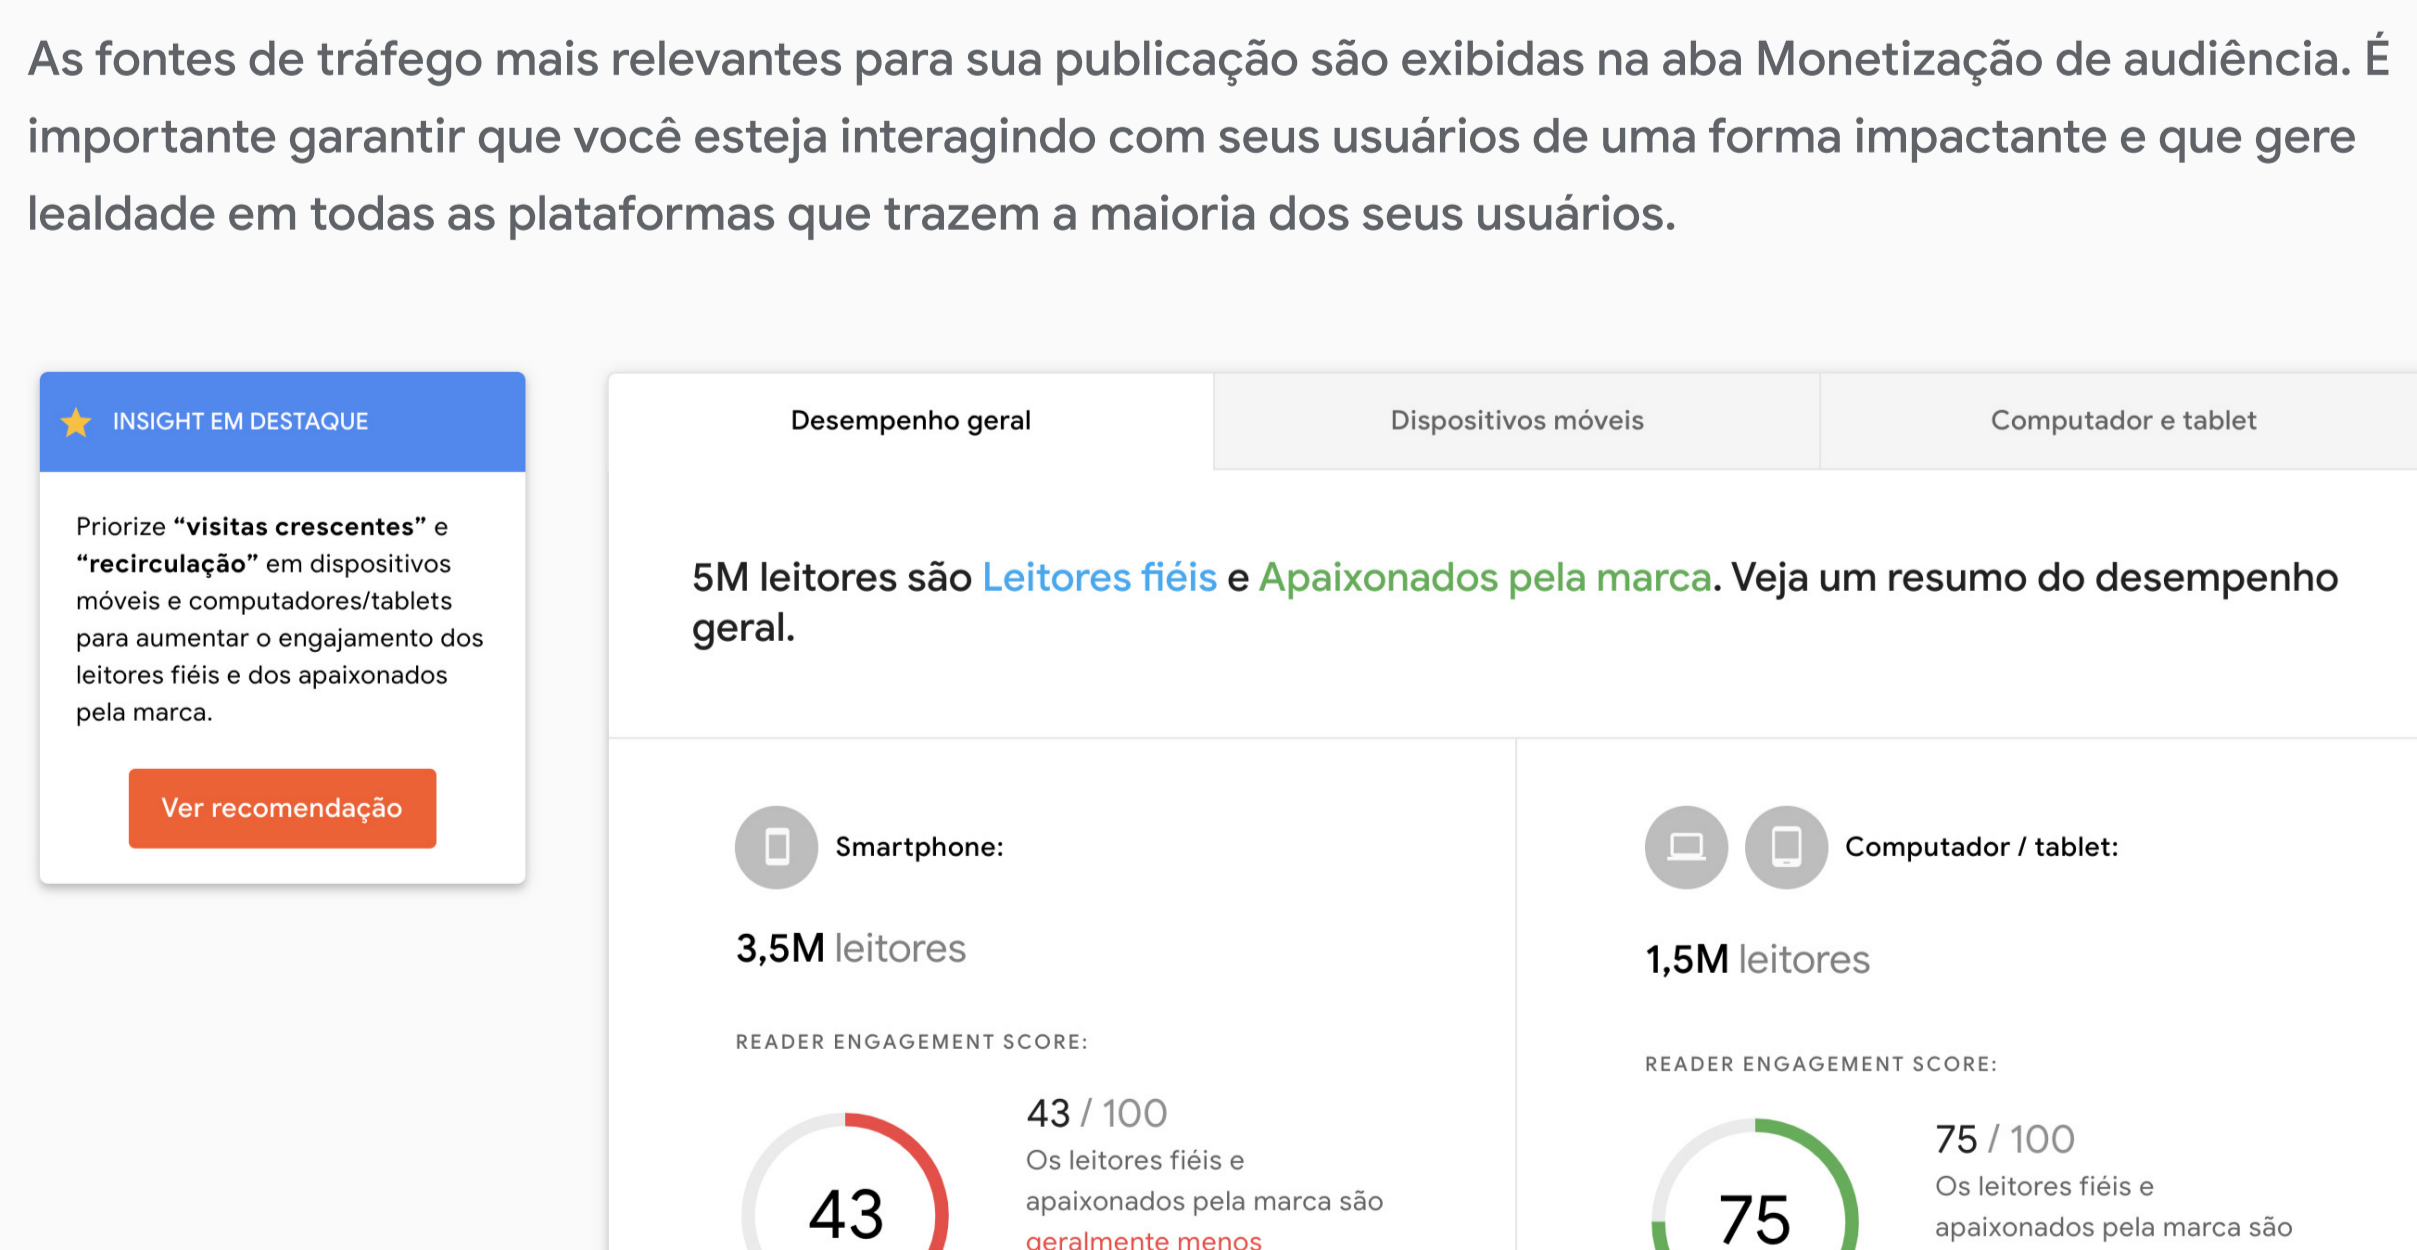 As fontes de tráfego mais relevantes para sua publicação são exibidas na aba Monetização de audiência. É
importante garantir que você esteja interagindo com seus usuários de uma forma impactante e que gere
lealdade em todas as plataformas que trazem a maioria dos seus usuários.
INSIGHT EM DESTAQUE
Priorize “visitas crescentes” e
“recirculação” em dispositivos
móveis e computadores/tablets
para aumentar o engajamento dos
leitores fiéis e dos apaixonados
pela marca.
Ver recomendação
Desempenho geral
Dispositivos móveis
Computador e tablet
5M leitores são Leitores fiéis e Apaixonados pela marca. Veja um resumo do desempenho
geral.
Smartphone:
3,5M leitores
READER ENGAGEMENT SCORE:
43
43 / 100
Os leitores fiéis e
apaixonados pela marca são
geralmente menos
Computador / tablet:
1,5M leitores
READER ENGAGEMENT SCORE:
75
75 / 100
Os leitores fiéis e
apaixonados pela marca são